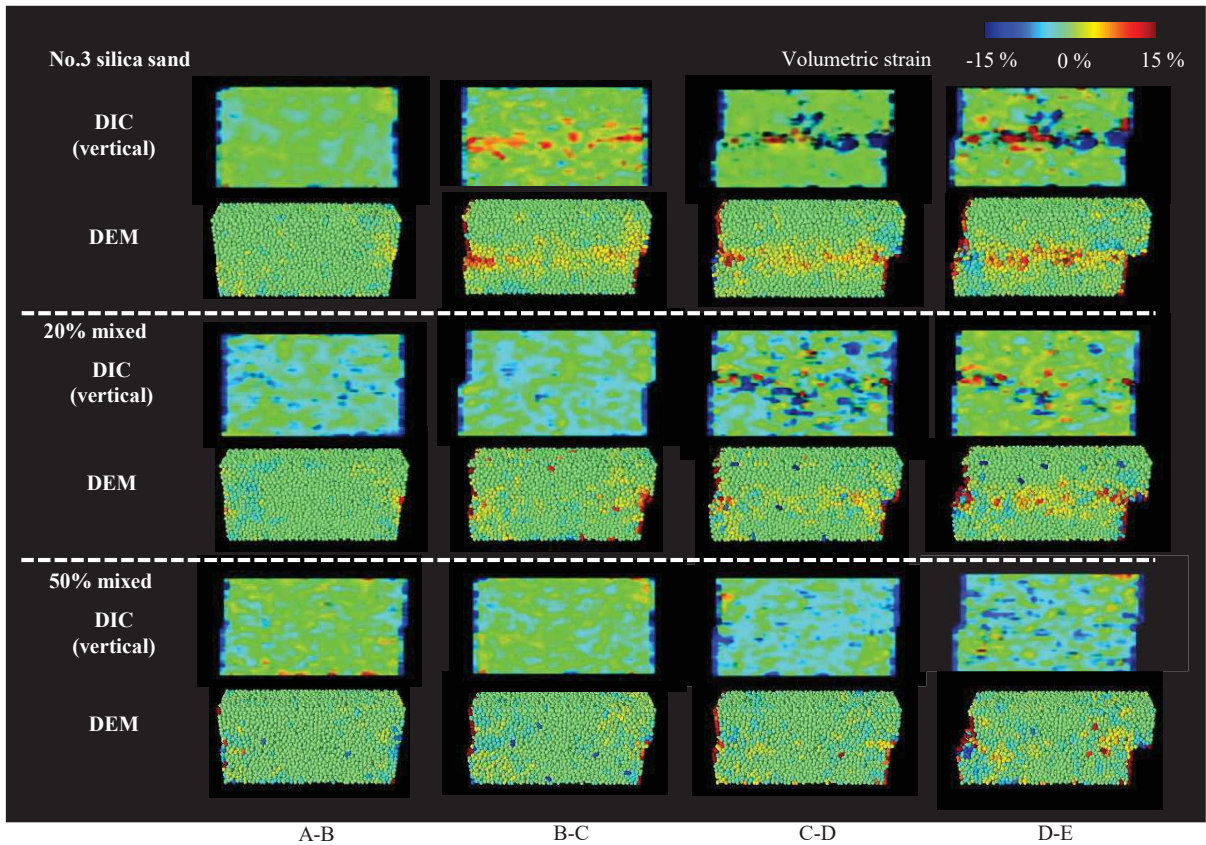 No.3 silica sand
Volumetric strain
-15 %
0 %
15 %
DIC
(vertical)
DEM
20% mixed
DIC
(vertical)
DEM
50% mixed
DIC
(vertical)
DEM
A-B
B-C
C-D
D-E